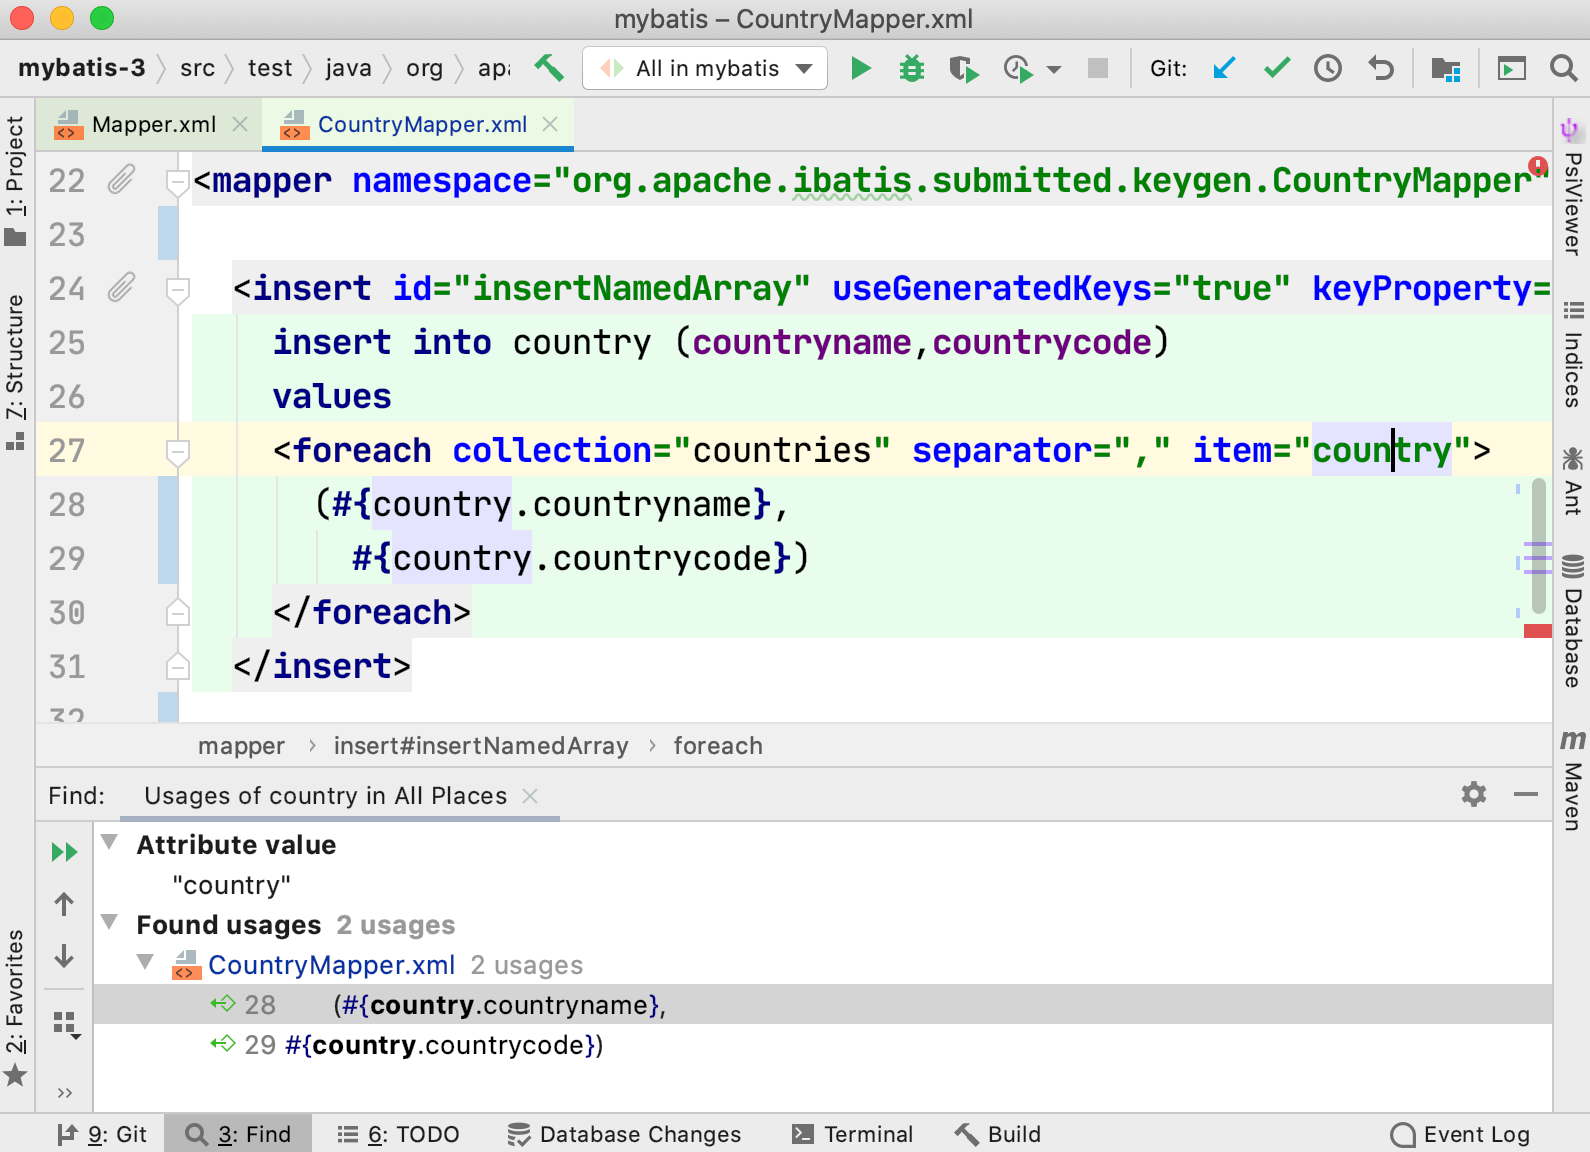 mybatis – CountryMapper.xml
mybatis-3 src test java org apa All in mybatis Git:
Mapper.xml CountryMapper.xml
22 <mapper namespace="org.apache.ibatis.submitted.keygen.CountryMapper"
23
24 <insert id="insertNamedArray" useGeneratedKeys="true" keyProperty=
25 insert into country (countryname,countrycode)
26 values
27 <foreach collection="countries" separator="," item="country">
28 (#{country.countryname},
29 #{country.countrycode})
30 </foreach>
31 </insert>
32
mapper › insert#insertNamedArray › foreach
Find: Usages of country in All Places
Attribute value
"country"
Found usages 2 usages
CountryMapper.xml 2 usages
28 (#{country.countryname},
29 #{country.countrycode})
1: Project
7: Structure
2: Favorites
PsiViewer
Indices
Ant
Database
m Maven
9: Git 3: Find 6: TODO Database Changes Terminal Build Event Log